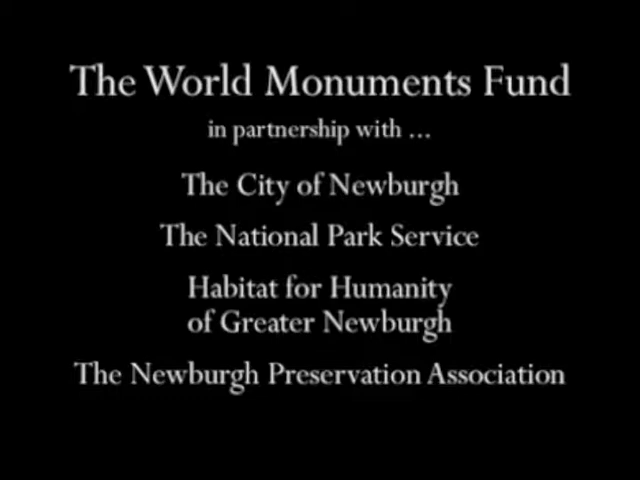 The World Monuments Fund
in partnership with ...
The City of Newburgh
The National Park Service
Habitat for Humanity
of Greater Newburgh
The Newburgh Preservation Association